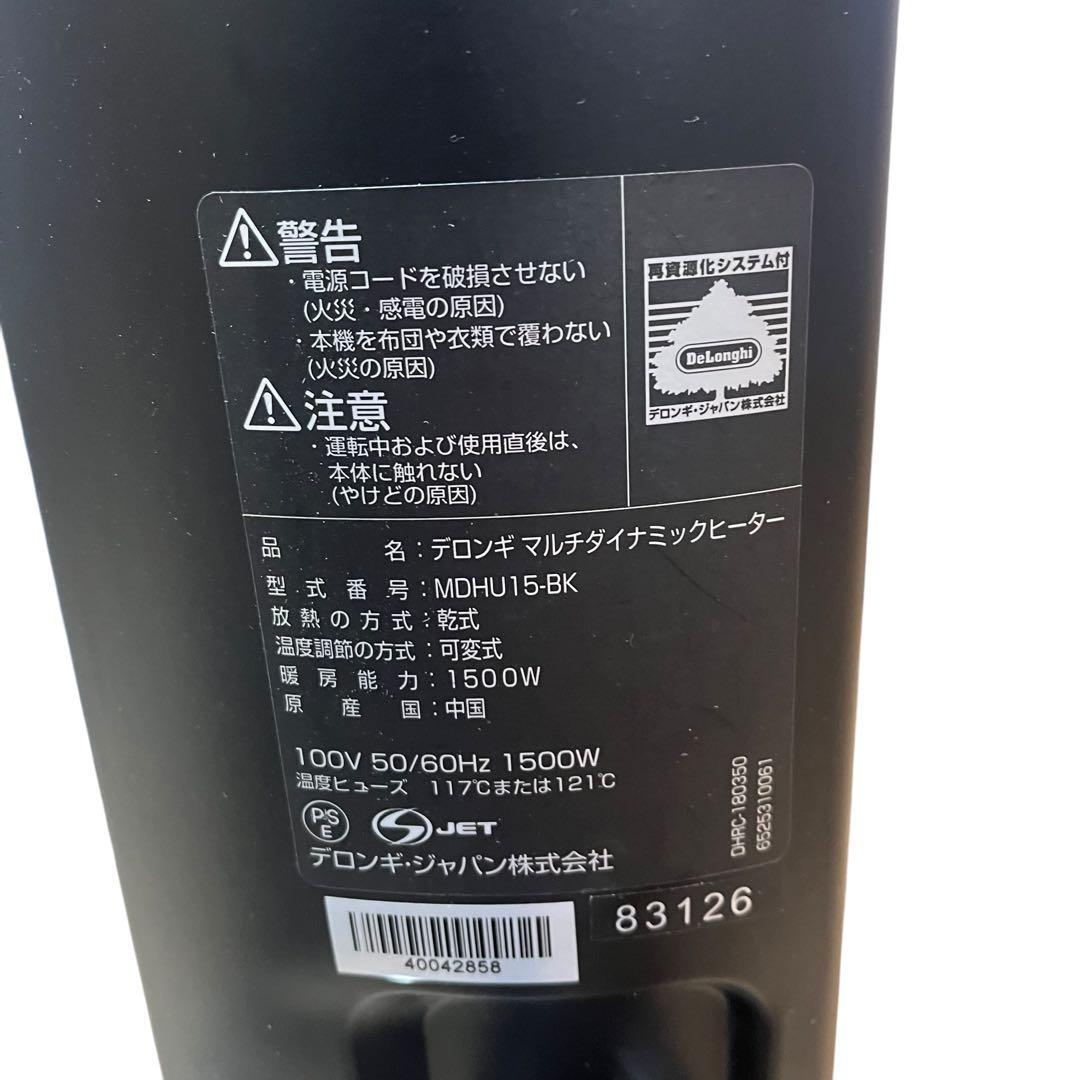 警告
・電源コードを破損させない
(火災・感電の原因)
・本機を布団や衣類で覆わない
(火災の原因)
注意
・運転中および使用直後は、
本体に触れない
(やけどの原因)
再資源化システム付
DeLonghi
デロンギ・ジャパン株式会社
品名：デロンギ マルチダイナミックヒーター
型式番号：MDHU15-BK
放熱の方式：乾式
温度調節の方式：可変式
暖房能力：1500W
原産国：中国
100V 50/60Hz 1500W
温度ヒューズ 117℃または121℃
PSE
JET
デロンギ・ジャパン株式会社
DHRC-180350
6525310061
83126
40042858